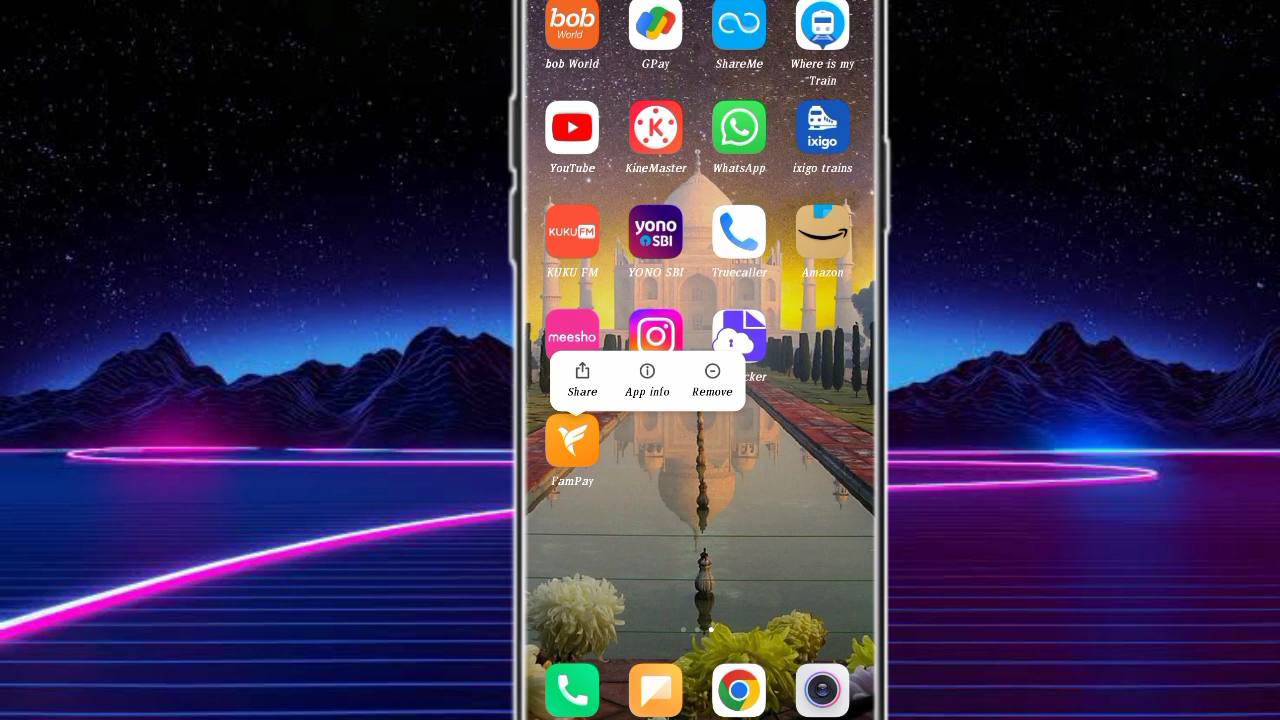 bob
World
bob World
GPay
ShareMe
Where is my
Train
YouTube
K
KineMaster
WhatsApp
ixigo
ixigo trains
KUKU FM
KUKU FM
yono
SBI
YONO SBI
Truecaller
Amazon
meesho
cker
Share
App info
Remove
FamPay